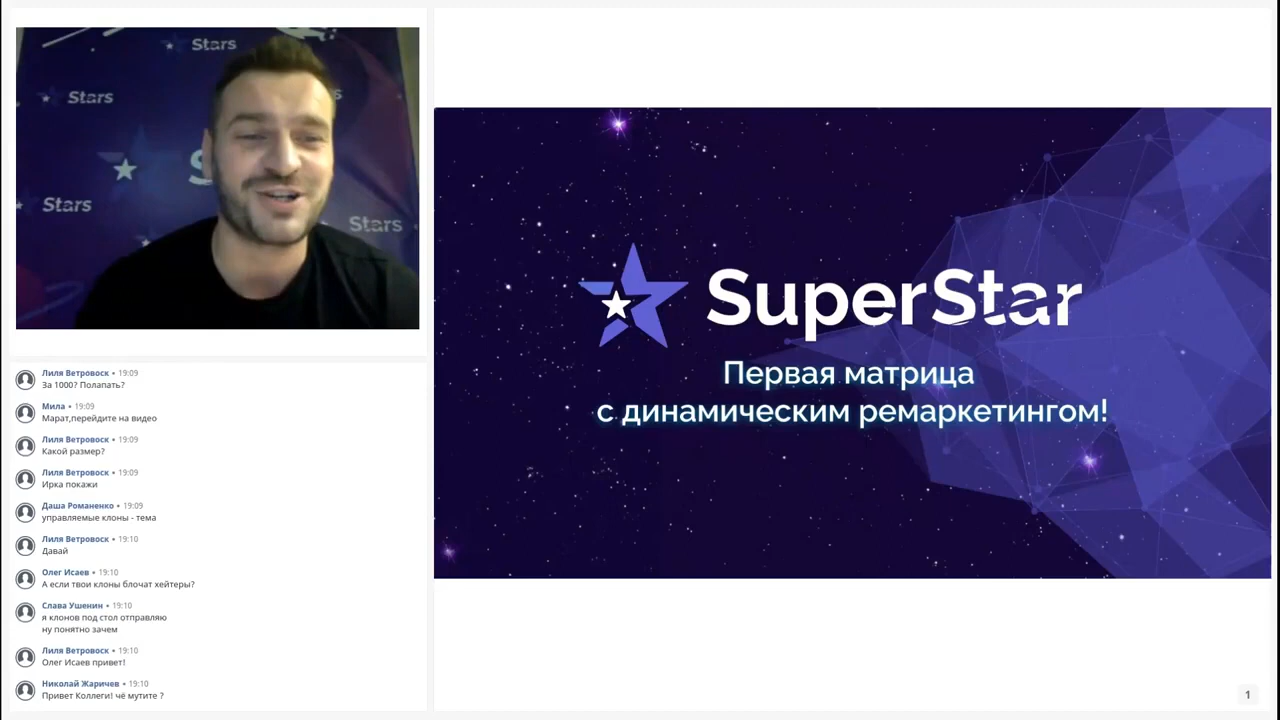 Stars
Stars
Stars
Stars
SuperStar
Первая матрица
с динамическим ремаркетингом!
Лиля Ветровоск • 19:09
За 1000? Полапать?
Мила • 19:09
Марат,перейдите на видео
Лиля Ветровоск • 19:09
Какой размер?
Лиля Ветровоск • 19:09
Ирка покажи
Даша Романенко • 19:09
управляемые клоны - тема
Лиля Ветровоск • 19:10
Давай
Олег Исаев • 19:10
А если твои клоны блочат хейтеры?
Слава Ушенин • 19:10
я клонов под стол отправляю
ну понятно зачем
Лиля Ветровоск • 19:10
Олег Исаев привет!
Николай Жаричев • 19:10
Привет Коллеги! чё мутите ?
1